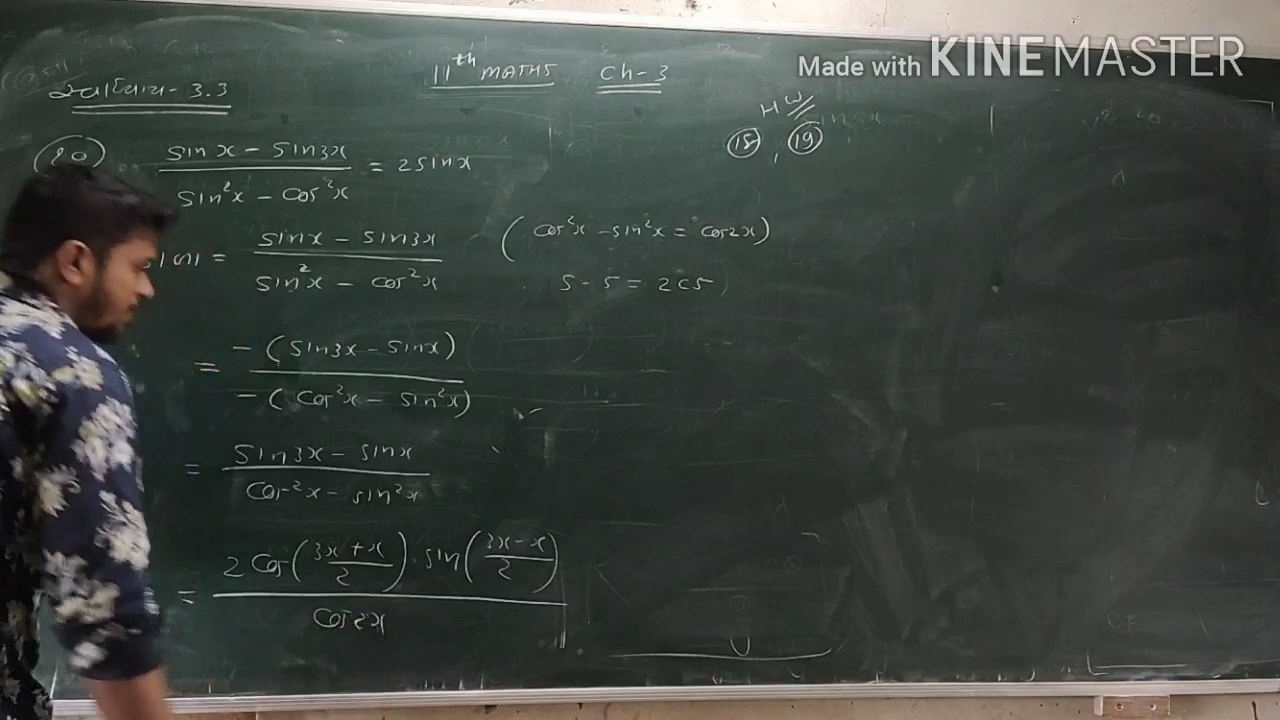 Made with KINEMASTER
11th MATHS Ch-3
સ્વાધ્યાય-3.3
HW
18, 19
20. (sin x - sin 3x) / (sin²x - cos²x) = 2 sin x
= (sin x - sin 3x) / (sin²x - cos²x) (cos²x - sin²x = cos 2x)
S - S = 2CS
= -(sin 3x - sin x) / -(cos²x - sin²x)
= (sin 3x - sin x) / (cos²x - sin²x)
= 2 cos((3x + x)/2) · sin((3x - x)/2) / cos 2x